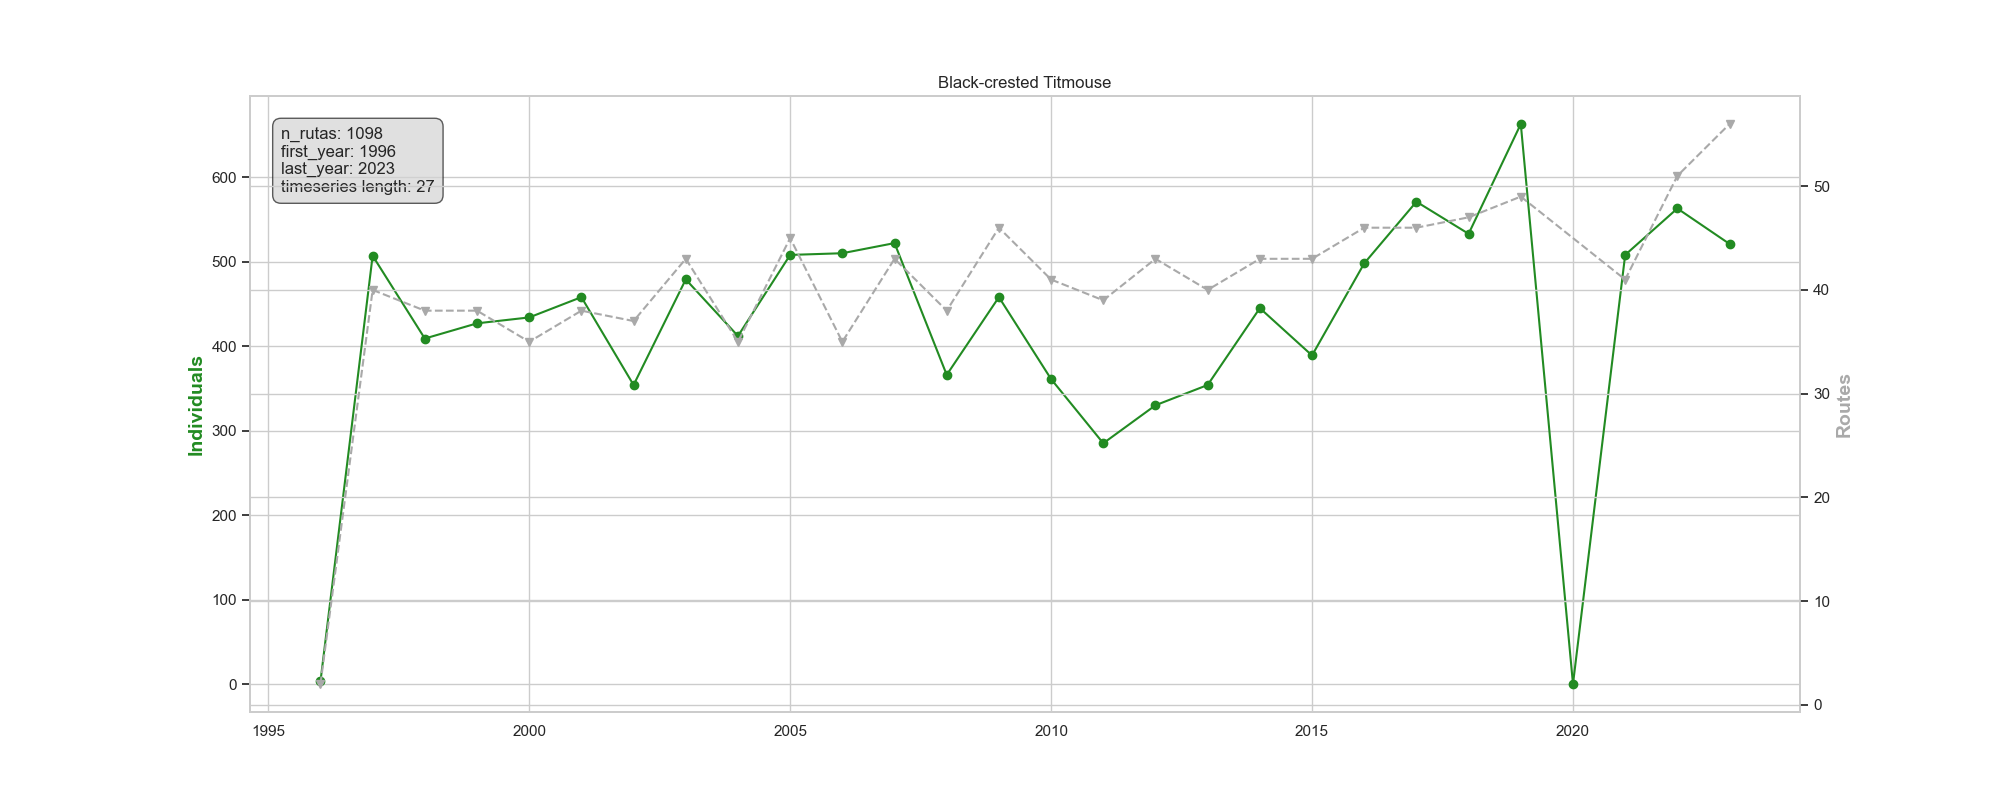 Black-crested Titmouse
n_rutas: 1098
first_year: 1996
last_year: 2023
timeseries length: 27
Individuals
600
500
400
300
200
100
0
Routes
50
40
30
20
10
0
1995 2000 2005 2010 2015 2020